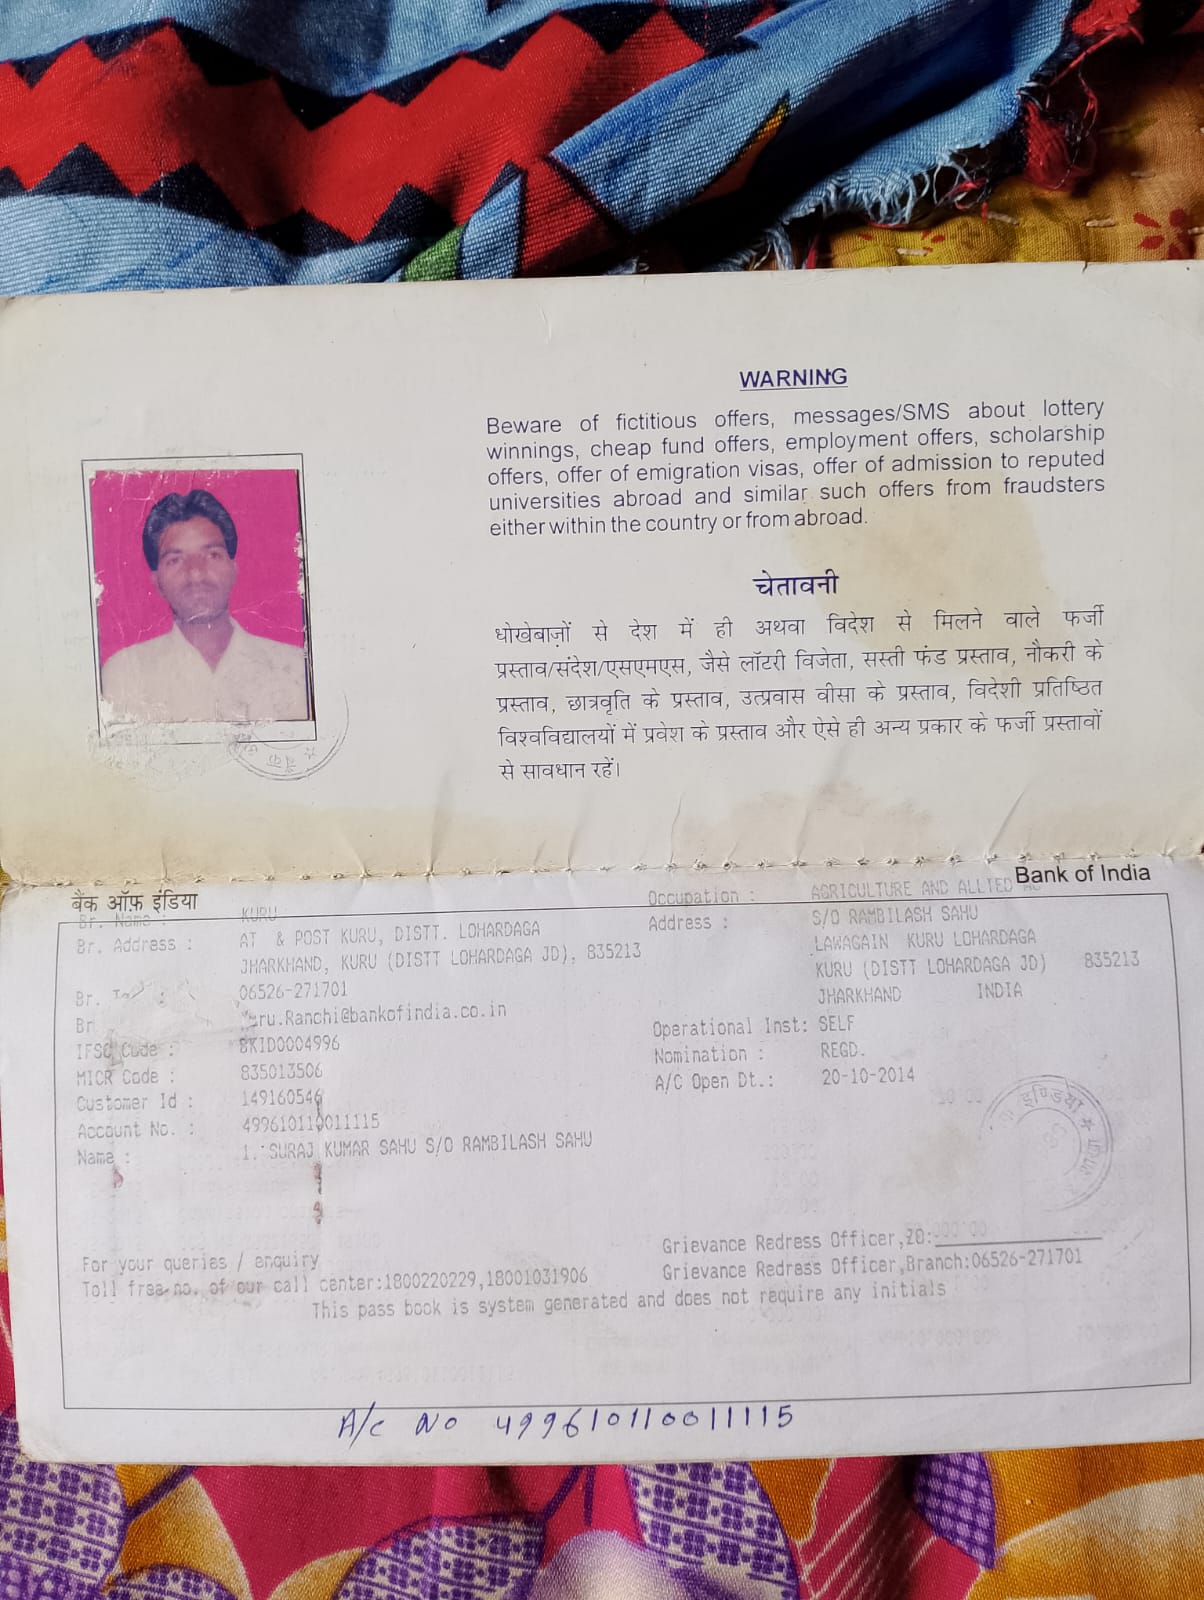 WARNING
Beware of fictitious offers, messages/SMS about lottery
winnings, cheap fund offers, employment offers, scholarship
offers, offer of emigration visas, offer of admission to reputed
universities abroad and similar such offers from fraudsters
either within the country or from abroad.
चेतावनी
धोखेबाज़ों से देश में ही अथवा विदेश से मिलने वाले फर्जी
प्रस्ताव/संदेश/एसएमएस, जैसे लॉटरी विजेता, सस्ती फंड प्रस्ताव, नौकरी के
प्रस्ताव, छात्रवृति के प्रस्ताव, उत्प्रवास वीसा के प्रस्ताव, विदेशी प्रतिष्ठित
विश्वविद्यालयों में प्रवेश के प्रस्ताव और ऐसे ही अन्य प्रकार के फर्जी प्रस्तावों
से सावधान रहें।
बैंक ऑफ़ इंडिया
Bank of India
Br. Name : KURU
Br. Address : AT & POST KURU, DISTT. LOHARDAGA
JHARKHAND, KURU (DISTT LOHARDAGA JD), 835213
Br. : 06526-271701
Br ru.Ranchi@bankofindia.co.in
IFSC Code : BKID0004996
MICR Code : 835013506
Customer Id : 149160546
Account No. : 499610110011115
Name : 1. SURAJ KUMAR SAHU S/O RAMBILASH SAHU
Occupation : AGRICULTURE AND ALLIED
Address : S/O RAMBILASH SAHU
LAWAGAIN KURU LOHARDAGA
KURU (DISTT LOHARDAGA JD) 835213
JHARKHAND INDIA
Operational Inst: SELF
Nomination : REGD.
A/C Open Dt.: 20-10-2014
इण्डिया
For your queries / enquiry
Toll free no. of our call center:1800220229,18001031906
Grievance Redress Officer,ZO:
Grievance Redress Officer,Branch:06526-271701
This pass book is system generated and does not require any initials
A/c No 499610110011115